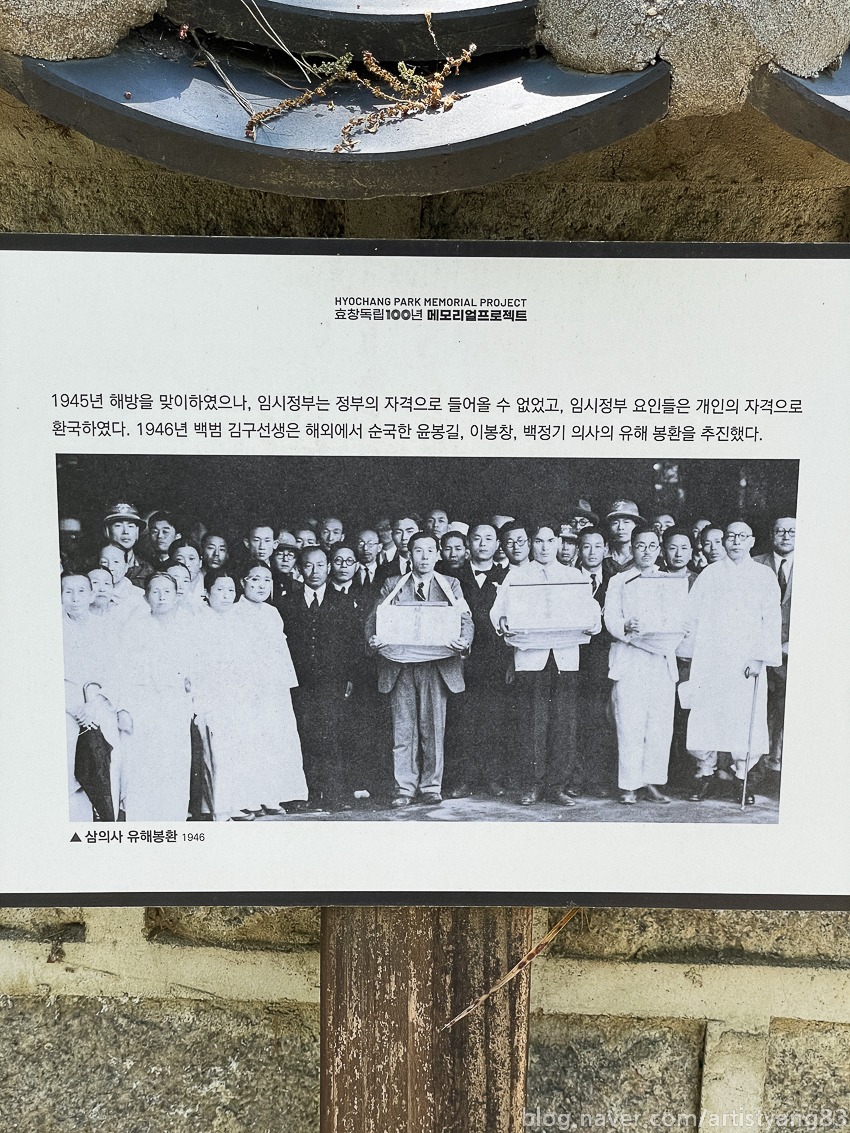 HYOCHANG PARK MEMORIAL PROJECT
효창독립100년 메모리얼프로젝트
1945년 해방을 맞이하였으나, 임시정부는 정부의 자격으로 들어올 수 없었고, 임시정부 요인들은 개인의 자격으로
환국하였다. 1946년 백범 김구선생은 해외에서 순국한 윤봉길, 이봉창, 백정기 의사의 유해 봉환을 추진했다.
▲ 삼의사 유해봉환 1946
blog.naver.com/artistyang83